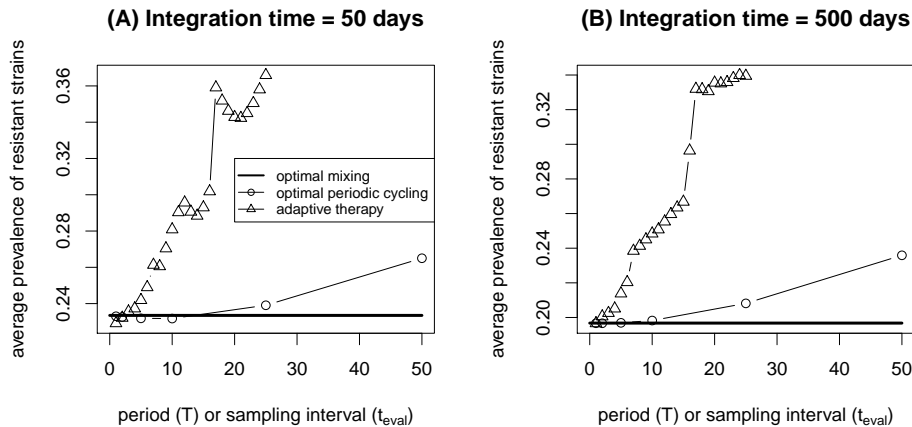 (A) Integration time = 50 days
average prevalence of resistant strains
0.24 0.28 0.32 0.36
optimal mixing
optimal periodic cycling
adaptive therapy
0 10 20 30 40 50
period (T) or sampling interval (t_eval)
(B) Integration time = 500 days
average prevalence of resistant strains
0.20 0.24 0.28 0.32
0 10 20 30 40 50
period (T) or sampling interval (t_eval)